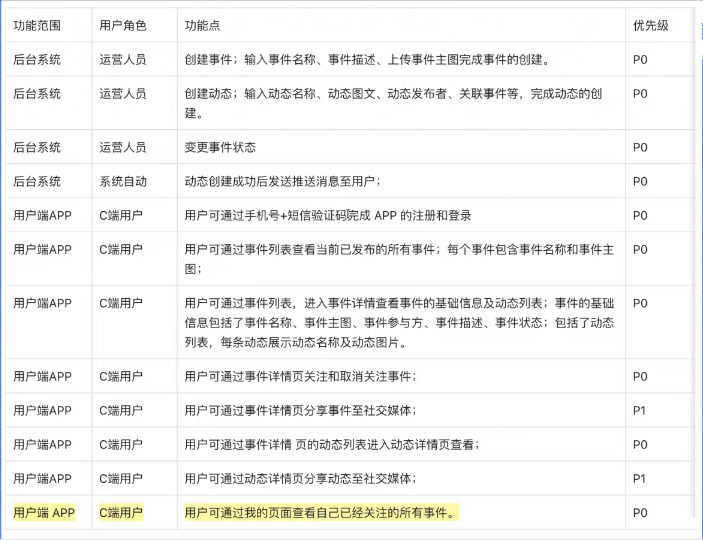 功能范围 用户角色 功能点 优先级
后台系统 运营人员 创建事件；输入事件名称、事件描述、上传事件主图完成事件的创建。 P0
后台系统 运营人员 创建动态；输入动态名称、动态图文、动态发布者、关联事件等，完成动态的创 P0
建。
后台系统 运营人员 变更事件状态 P0
后台系统 系统自动 动态创建成功后发送推送消息至用户； P0
用户端APP C端用户 用户可通过手机号+短信验证码完成 APP 的注册和登录 P0
用户端APP C端用户 用户可通过事件列表查看当前已发布的所有事件；每个事件包含事件名称和事件主 P0
图；
用户端APP C端用户 用户可通过事件列表，进入事件详情查看事件的基础信息及动态列表；事件的基础 P0
信息包括了事件名称、事件主图、事件参与方、事件描述、事件状态；包括了动态
列表，每条动态展示动态名称及动态图片。
用户端APP C端用户 用户可通过事件详情页关注和取消关注事件； P0
用户端APP C端用户 用户可通过事件详情页分享事件至社交媒体； P1
用户端APP C端用户 用户可通过事件详情 页的动态列表进入动态详情页查看； P0
用户端APP C端用户 用户可通过动态详情页分享动态至社交媒体； P1
用户端 APP C端用户 用户可通过我的页面查看自己已经关注的所有事件。 P0